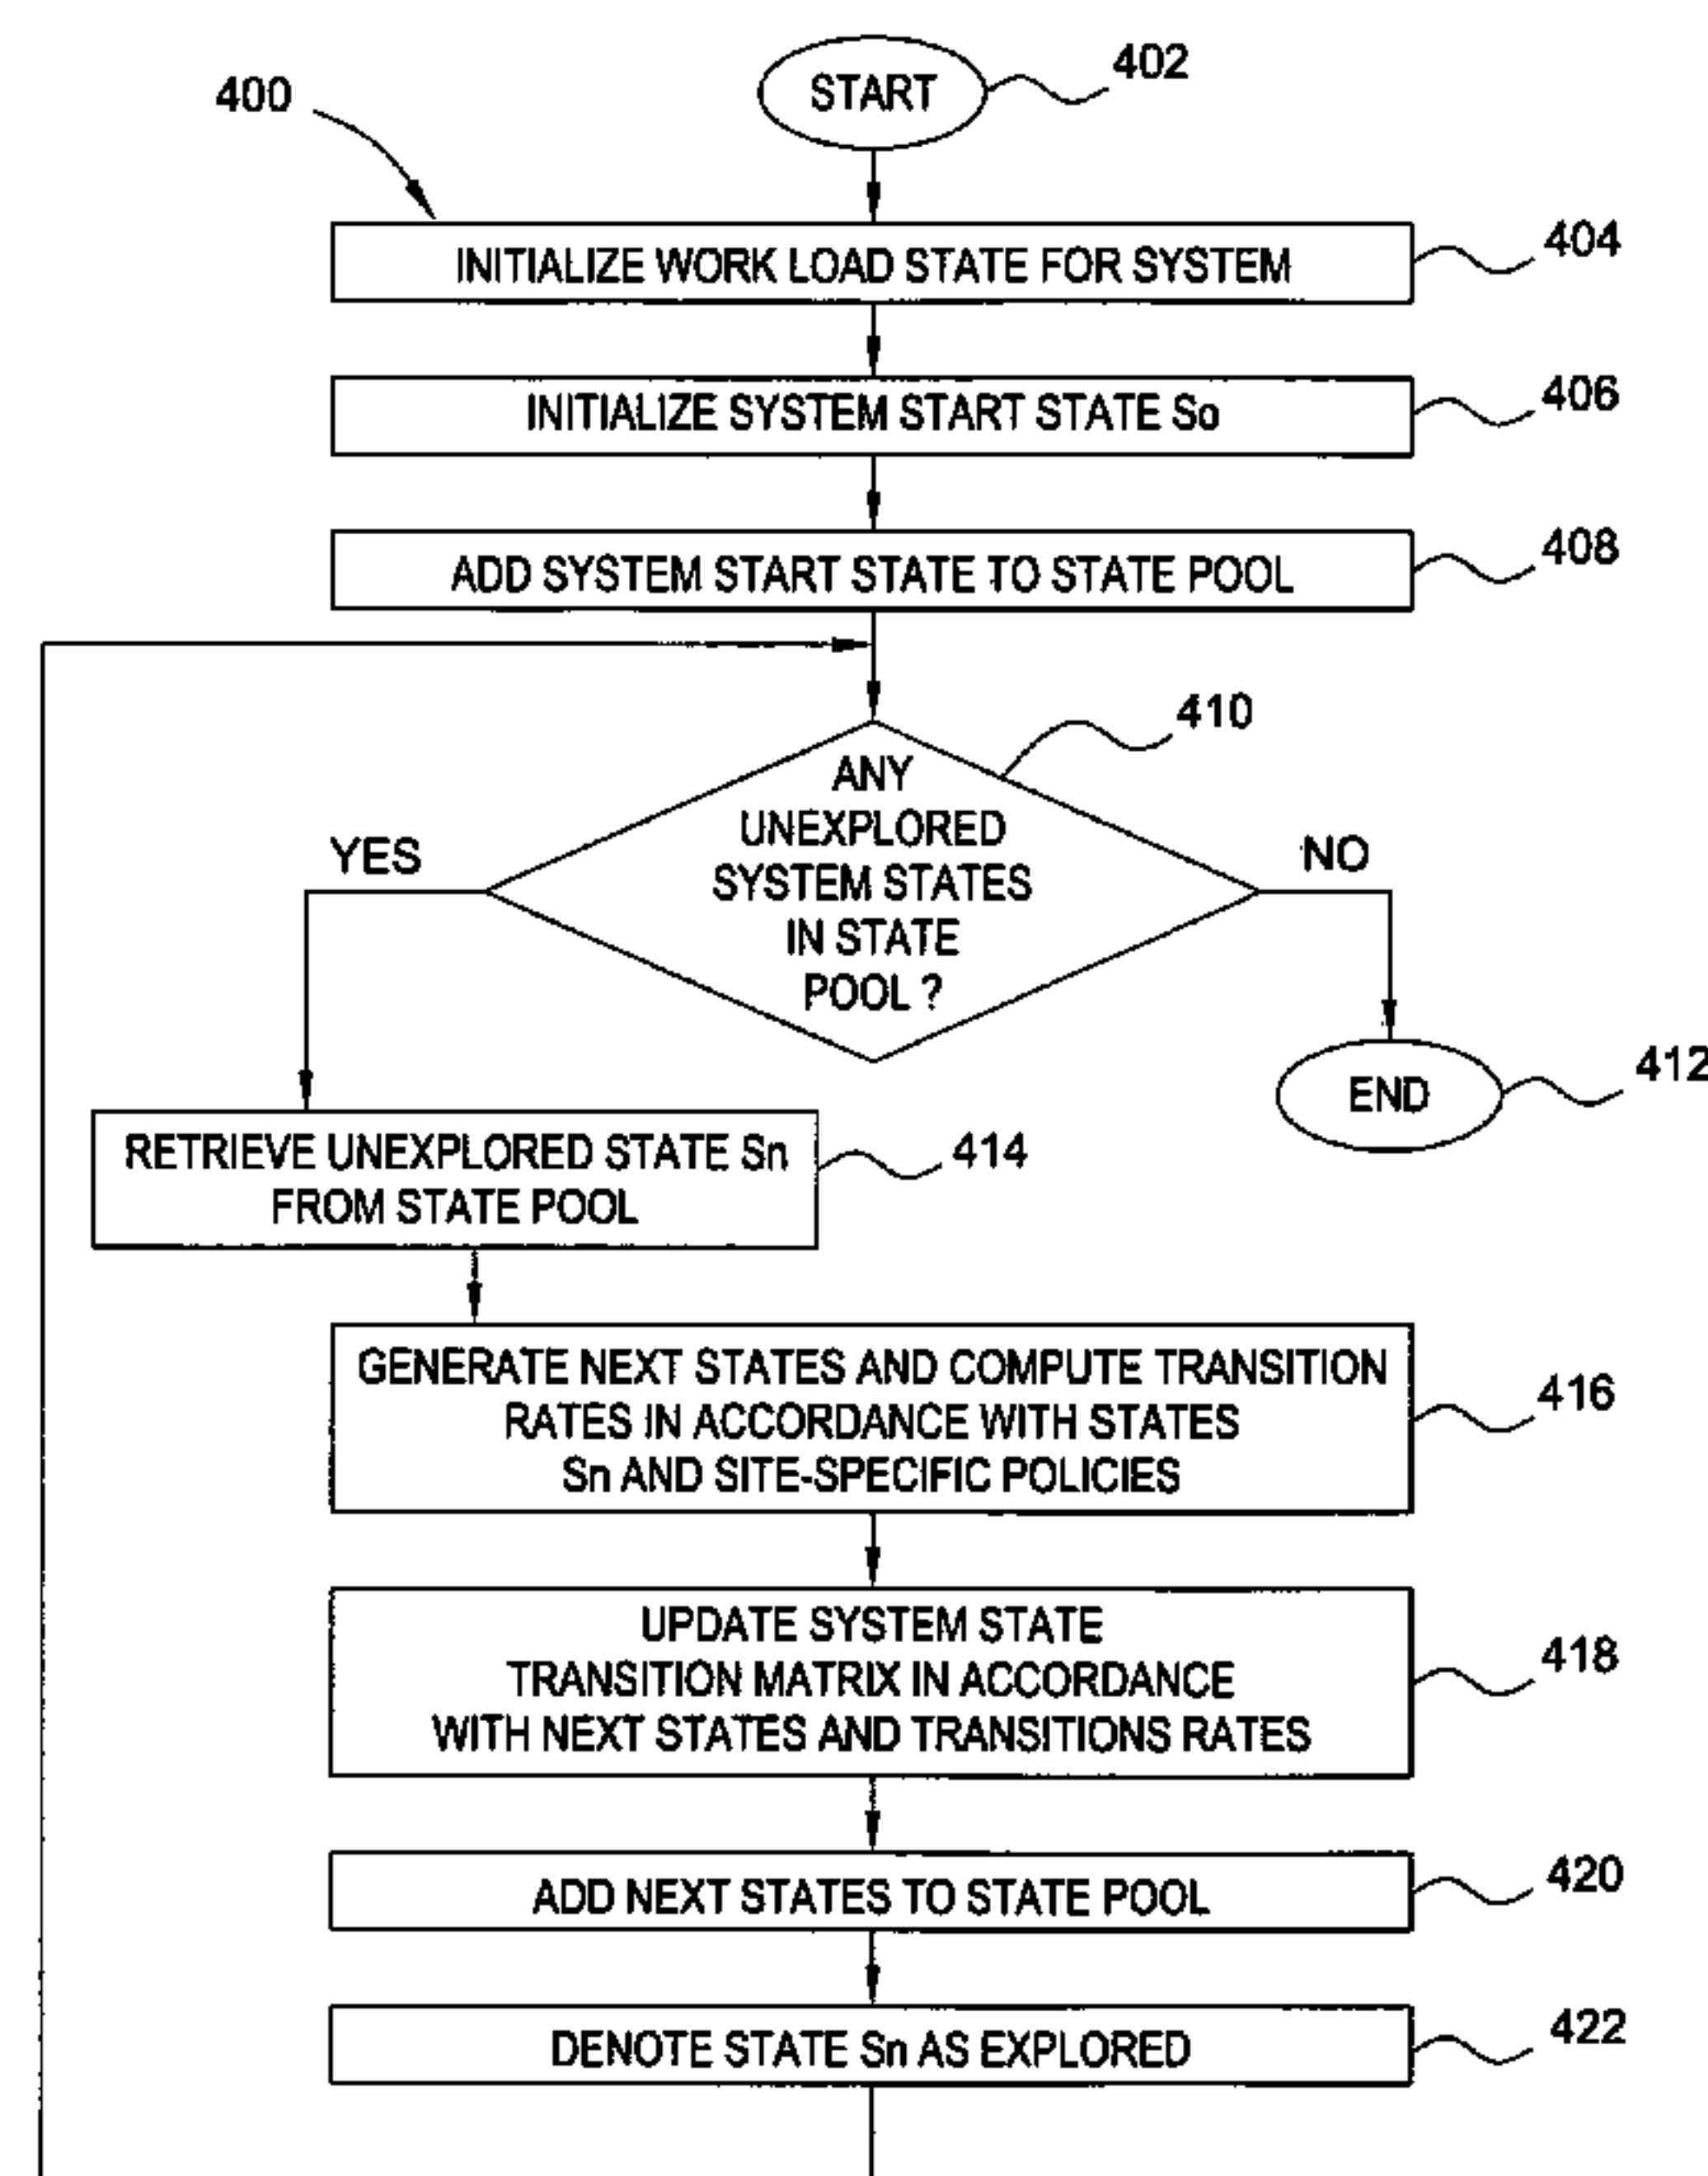 400
START
402
INITIALIZE WORK LOAD STATE FOR SYSTEM
404
INITIALIZE SYSTEM START STATE So
406
ADD SYSTEM START STATE TO STATE POOL
408
410
ANY
UNEXPLORED
SYSTEM STATES
IN STATE
POOL ?
YES
NO
END
412
RETRIEVE UNEXPLORED STATE Sn
FROM STATE POOL
414
GENERATE NEXT STATES AND COMPUTE TRANSITION
RATES IN ACCORDANCE WITH STATES
Sn AND SITE-SPECIFIC POLICIES
416
UPDATE SYSTEM STATE
TRANSITION MATRIX IN ACCORDANCE
WITH NEXT STATES AND TRANSITIONS RATES
418
ADD NEXT STATES TO STATE POOL
420
DENOTE STATE Sn AS EXPLORED
422